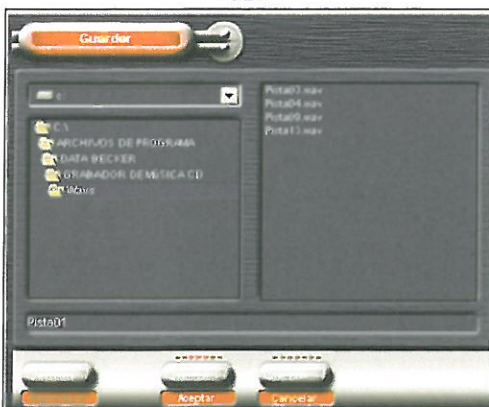 Guardar
c:
C:\
ARCHIVOS DE PROGRAMA
DATA BECKER
GRABADOR DE MÚSICA CD
Pista03.wav
Pista04.wav
Pista09.wav
Pista13.wav
Pista01
Aceptar
Cancelar